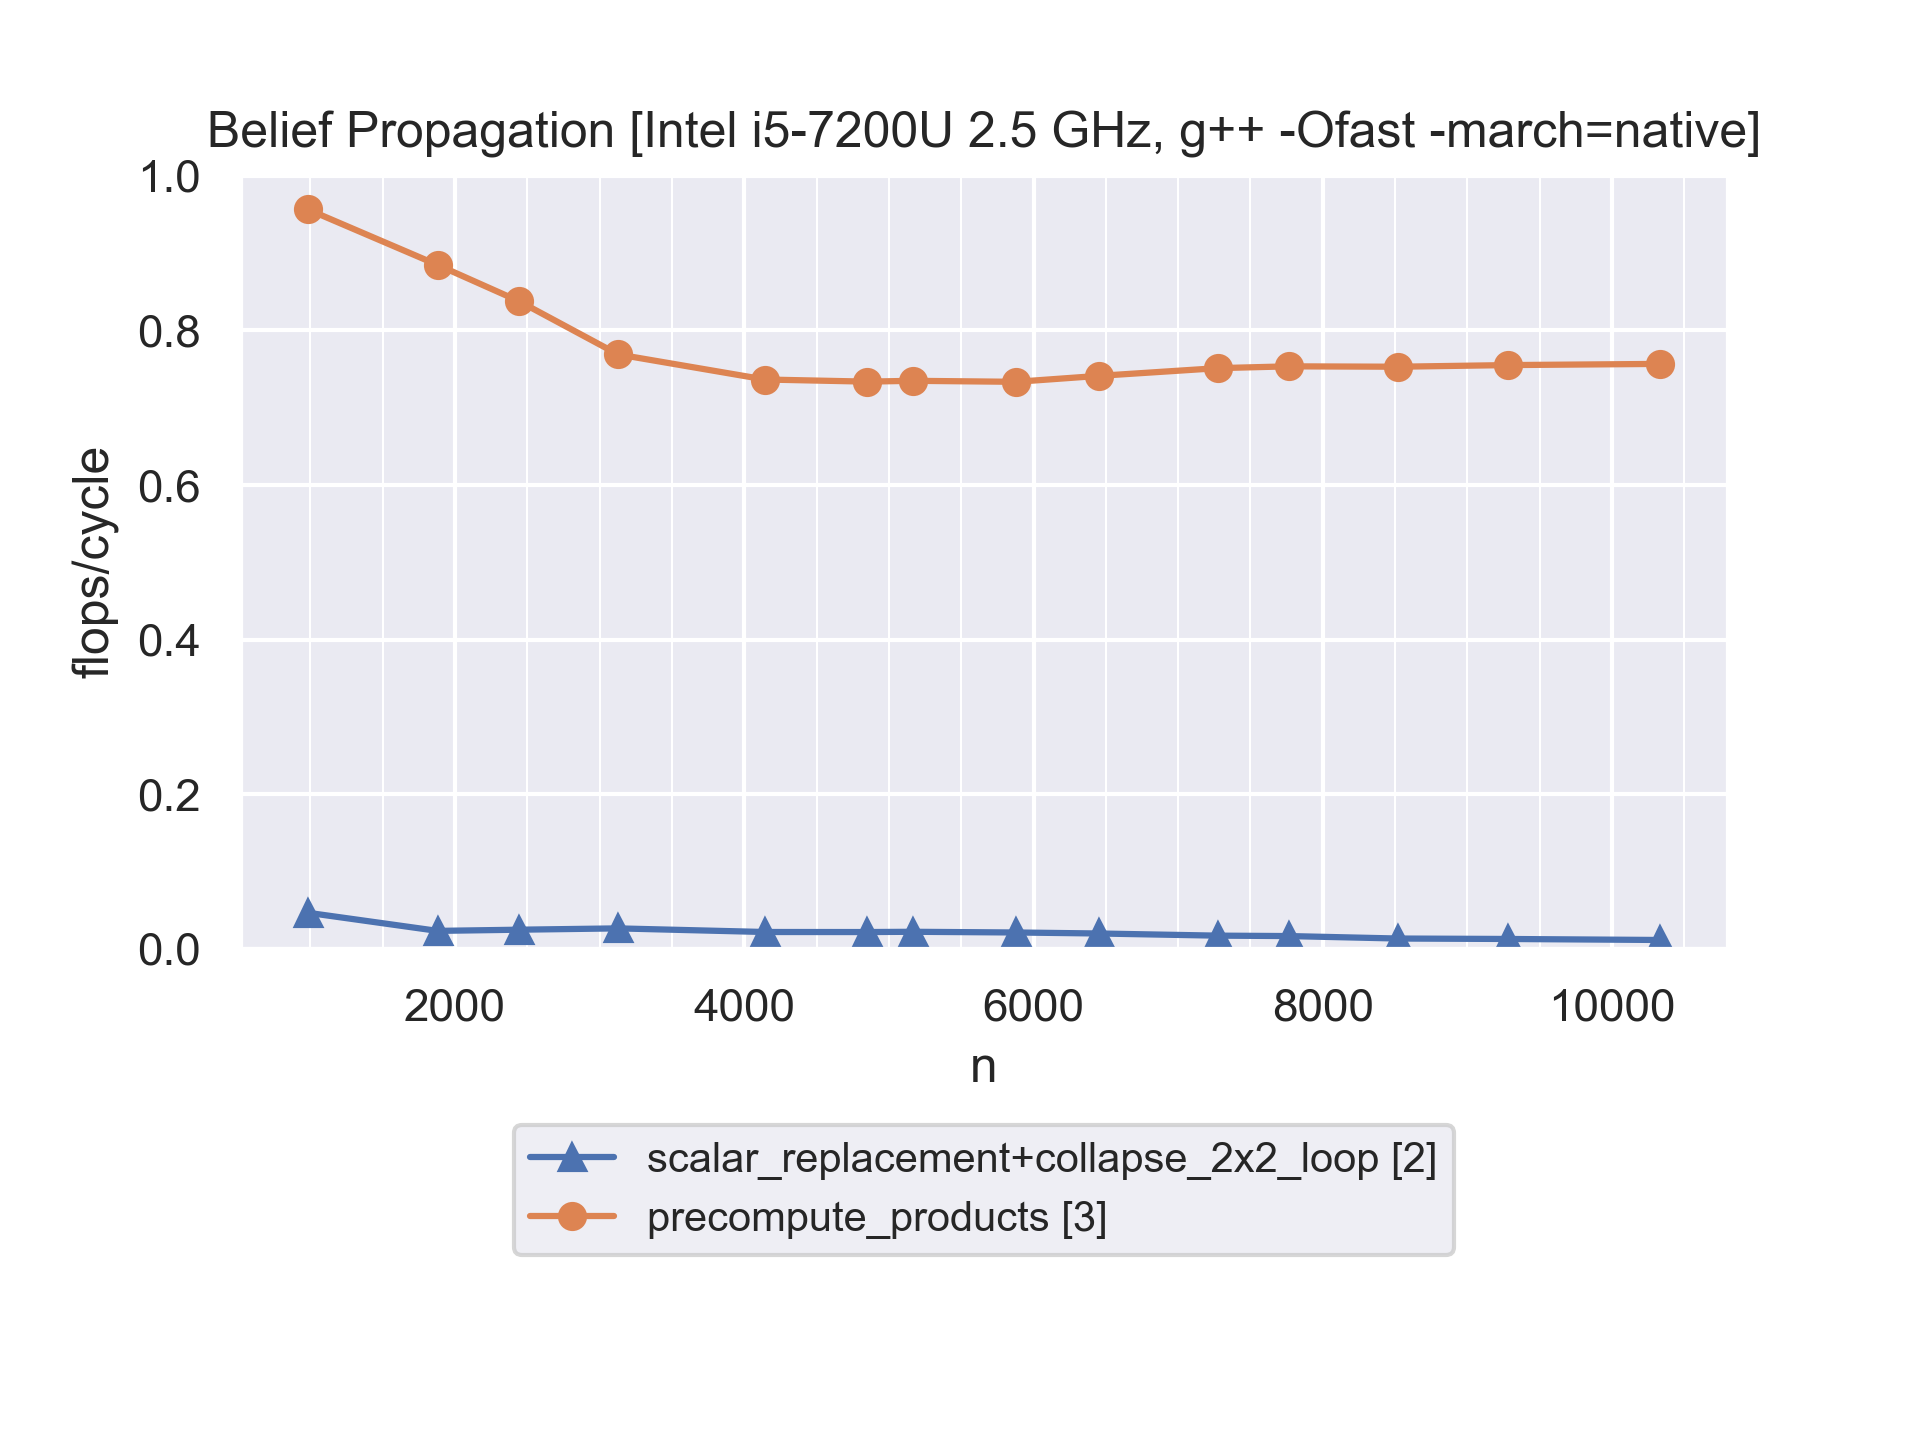 Belief Propagation [Intel i5-7200U 2.5 GHz, g++ -Ofast -march=native]
1.0
0.8
0.6
0.4
0.2
0.0
flops/cycle
2000 4000 6000 8000 10000
n
scalar_replacement+collapse_2x2_loop [2]
precompute_products [3]